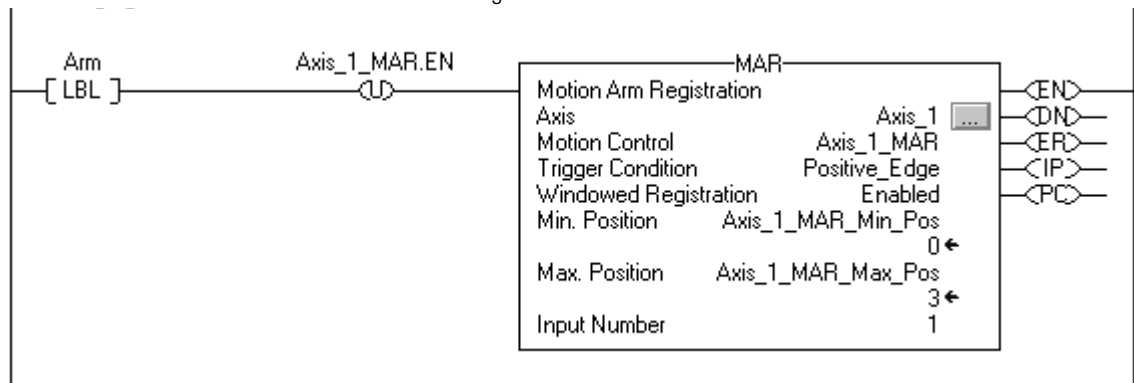 g
Arm
LBL
Axis_1_MAR.EN
U
MAR
Motion Arm Registration
Axis Axis_1 ...
Motion Control Axis_1_MAR
Trigger Condition Positive_Edge
Windowed Registration Enabled
Min. Position Axis_1_MAR_Min_Pos
0
Max. Position Axis_1_MAR_Max_Pos
3
Input Number 1
EN
DN
ER
IP
PC